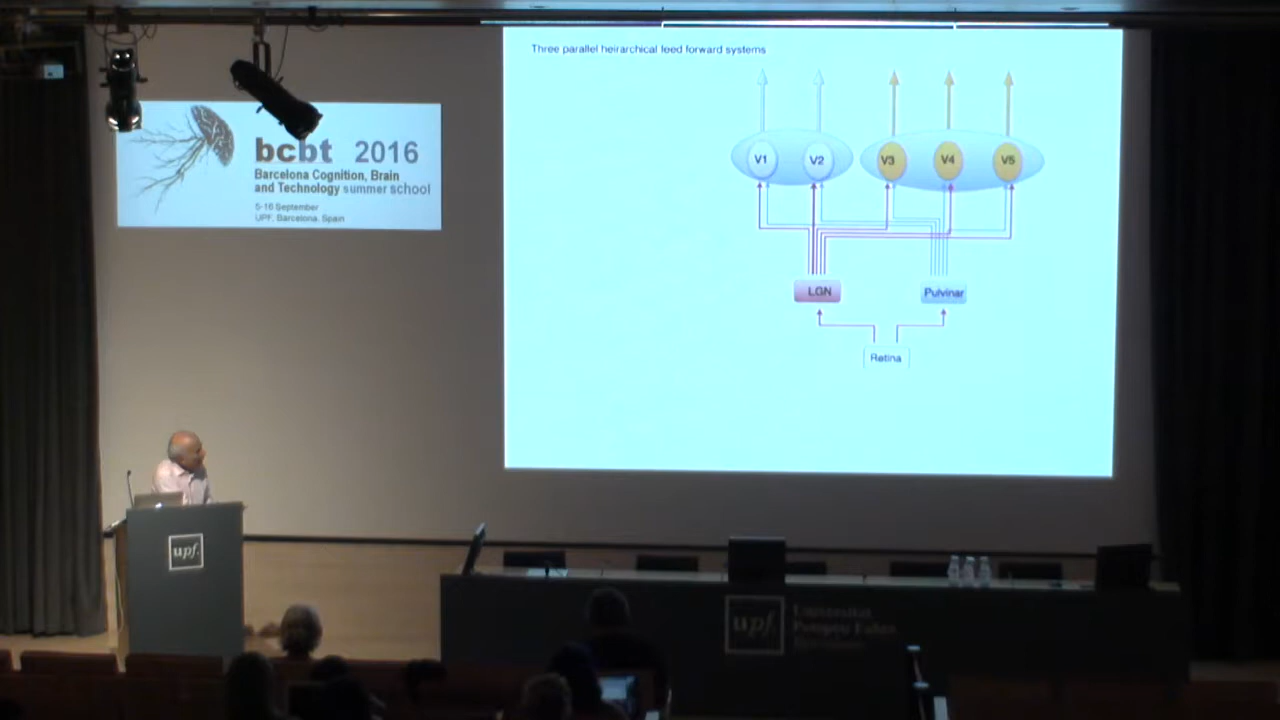 Three parallel heirarchical feed forward systems
bcbt 2016
Barcelona Cognition, Brain
and Technology summer school
5-16 September
UPF, Barcelona, Spain
V1 V2 V3 V4 V5
LGN Pulvinar
Retina
upf.
upf.
Universitat
Pompeu Fabra
Barcelona